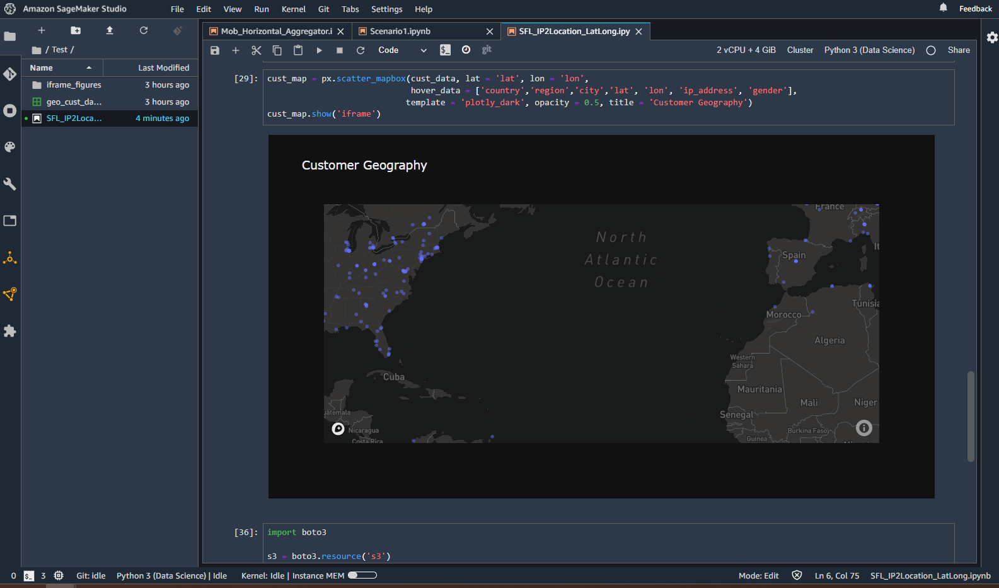 Amazon SageMaker Studio File Edit View Run Kernel Git Tabs Settings Help Feedback
Mob_Horizontal_Aggregator.i Scenario1.ipynb SFL_IP2Location_LatLong.ipy
/ Test /
Code $_ git 2 vCPU + 4 GiB Cluster Python 3 (Data Science) Share
Name Last Modified
iframe_figures 3 hours ago
geo_cust_da... 3 hours ago
SFL_IP2Loca... 4 minutes ago
[29]: cust_map = px.scatter_mapbox(cust_data, lat = 'lat', lon = 'lon',
hover_data = ['country','region','city','lat', 'lon', 'ip_address', 'gender'],
template = 'plotly_dark', opacity = 0.5, title = 'Customer Geography')
cust_map.show('iframe')
Customer Geography
France
North
Atlantic
Ocean
Spain
It
Tunisia
Morocco
Algeria
Western
Sahara
Cuba
Mauritania
Mali
Niger
Senegal
uatemala
Nicaragua
Burkina Faso
Guinea
Costa Rica
[36]: import boto3
s3 = boto3.resource('s3')
0 $_ 3 Git: idle Python 3 (Data Science) | Idle Kernel: Idle | Instance MEM Mode: Edit Ln 6, Col 75 SFL_IP2Location_LatLong.ipynb